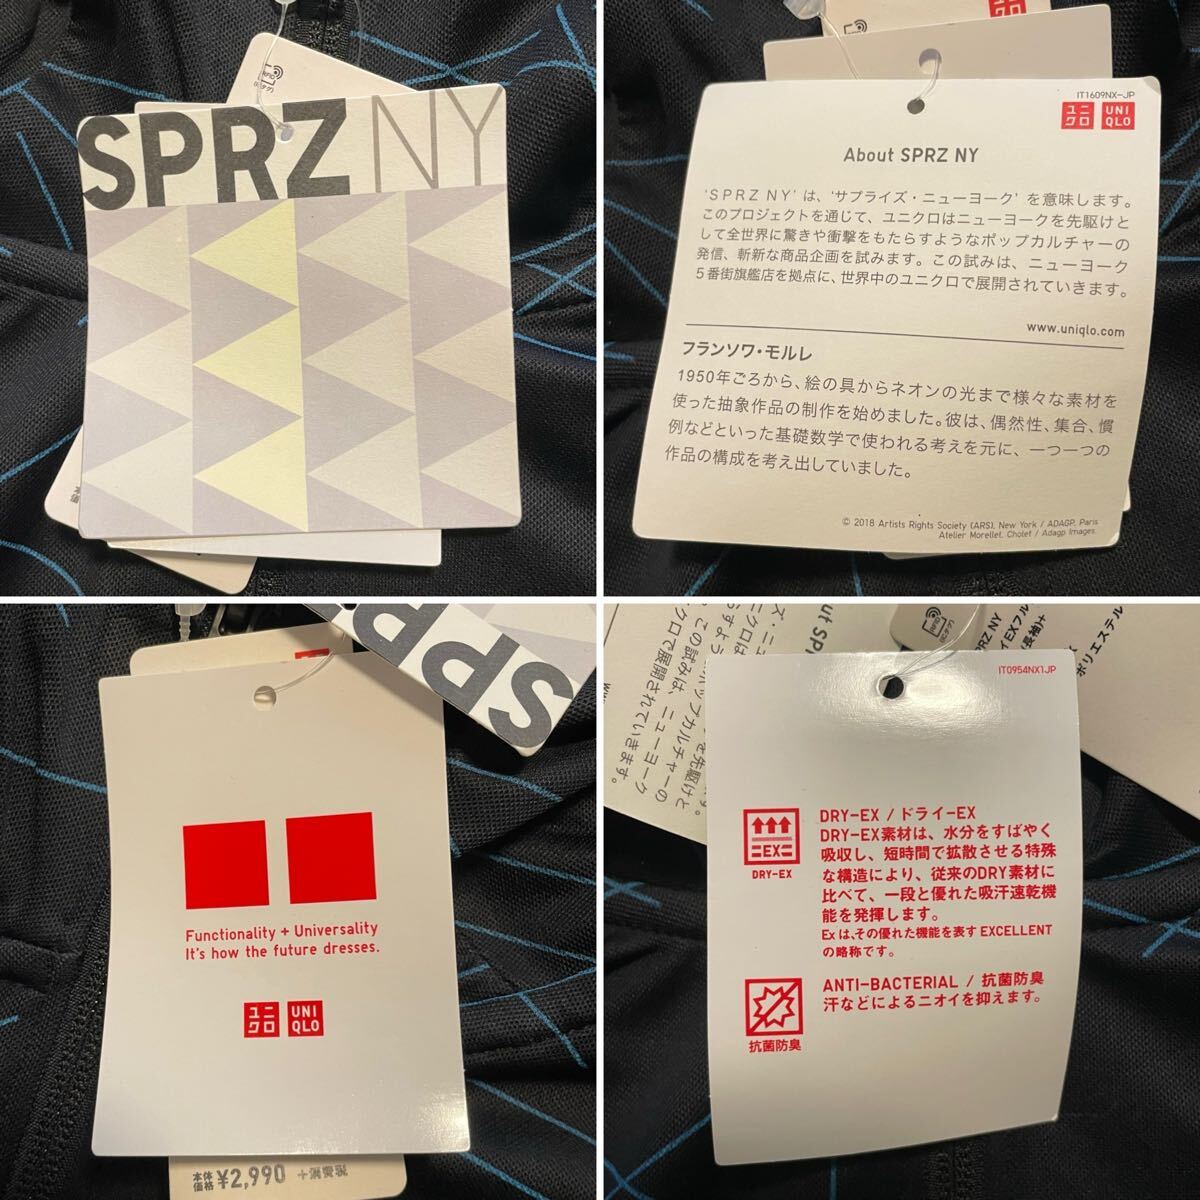 SPRZ NY
IT1609NX-JP
ユニクロ
UNIQLO
About SPRZ NY
'SPRZ NY' は、'サプライズ・ニューヨーク' を意味します。
このプロジェクトを通じて、ユニクロはニューヨークを先駆けと
して全世界に驚きや衝撃をもたらすようなポップカルチャーの
発信、斬新な商品企画を試みます。この試みは、ニューヨーク
5番街旗艦店を拠点に、世界中のユニクロで展開されていきます。
www.uniqlo.com
フランソワ・モルレ
1950年ごろから、絵の具からネオンの光まで様々な素材を
使った抽象作品の制作を始めました。彼は、偶然性、集合、慣
例などといった基礎数学で使われる考えを元に、一つ一つの
作品の構成を考え出していました。
© 2018 Artists Rights Society (ARS), New York / ADAGP, Paris
Atelier Morellet, Cholet / Adagp Images.
SPR
Functionality + Universality
It's how the future dresses.
ユニクロ
UNIQLO
本体価格 ¥2,990 +消費税
IT0954NX1JP
DRY-EX / ドライ-EX
DRY-EX素材は、水分をすばやく
吸収し、短時間で拡散させる特殊
な構造により、従来のDRY素材に
比べて、一段と優れた吸汗速乾機
能を発揮します。
Ex は、その優れた機能を表す EXCELLENT
の略称です。
=EX=
DRY-EX
ANTI-BACTERIAL / 抗菌防臭
汗などによるニオイを抑えます。
抗菌防臭